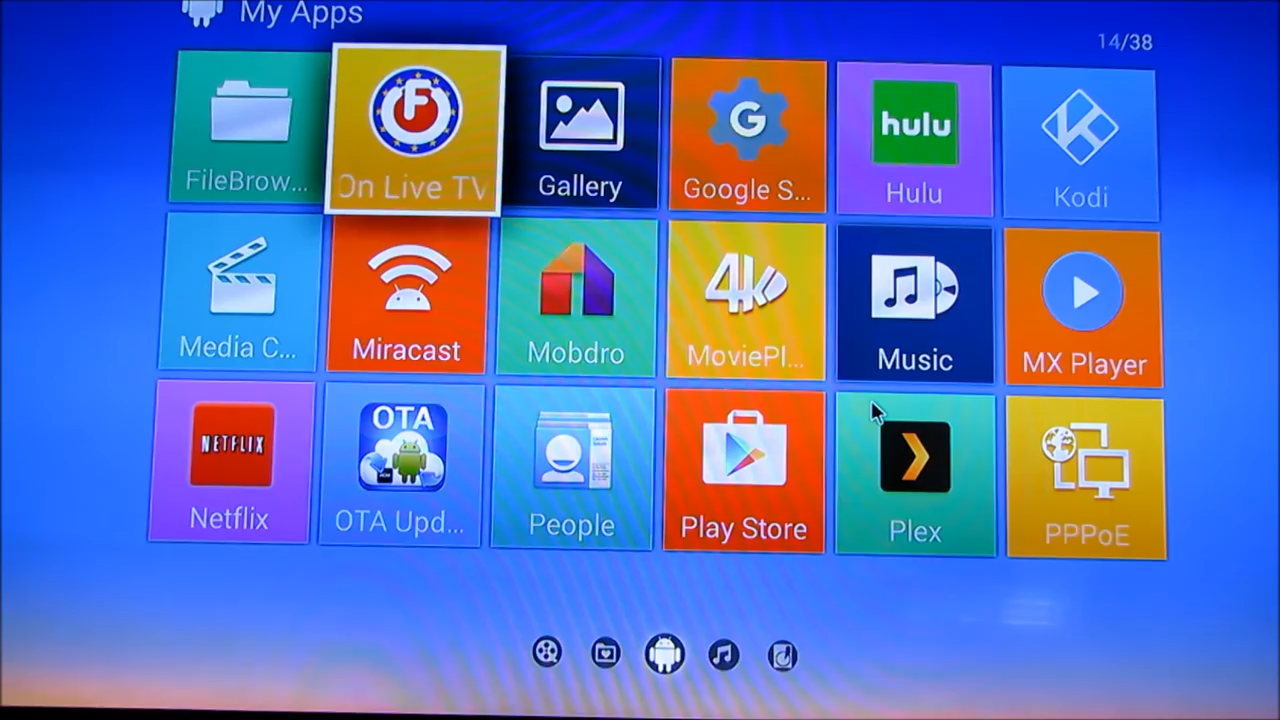 My Apps
14/38
FileBrow...
On Live TV
Gallery
G
Google S...
hulu
Hulu
Kodi
Media C...
Miracast
Mobdro
4K
MoviePl...
Music
MX Player
NETFLIX
Netflix
OTA
OTA Upd...
People
Play Store
Plex
PPPoE